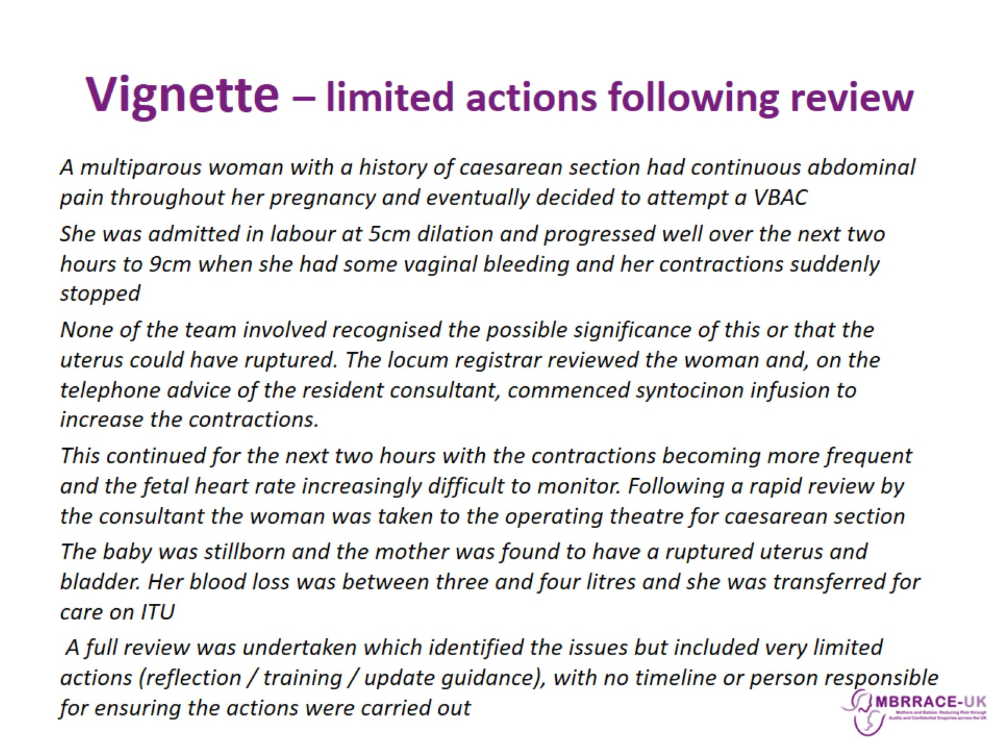 Vignette – limited actions following review
A multiparous woman with a history of caesarean section had continuous abdominal
pain throughout her pregnancy and eventually decided to attempt a VBAC
She was admitted in labour at 5cm dilation and progressed well over the next two
hours to 9cm when she had some vaginal bleeding and her contractions suddenly
stopped
None of the team involved recognised the possible significance of this or that the
uterus could have ruptured. The locum registrar reviewed the woman and, on the
telephone advice of the resident consultant, commenced syntocinon infusion to
increase the contractions.
This continued for the next two hours with the contractions becoming more frequent
and the fetal heart rate increasingly difficult to monitor. Following a rapid review by
the consultant the woman was taken to the operating theatre for caesarean section
The baby was stillborn and the mother was found to have a ruptured uterus and
bladder. Her blood loss was between three and four litres and she was transferred for
care on ITU
A full review was undertaken which identified the issues but included very limited
actions (reflection / training / update guidance), with no timeline or person responsible
for ensuring the actions were carried out
MBRRACE-UK
Mothers and Babies: Reducing Risk through
Audits and Confidential Enquiries across the UK